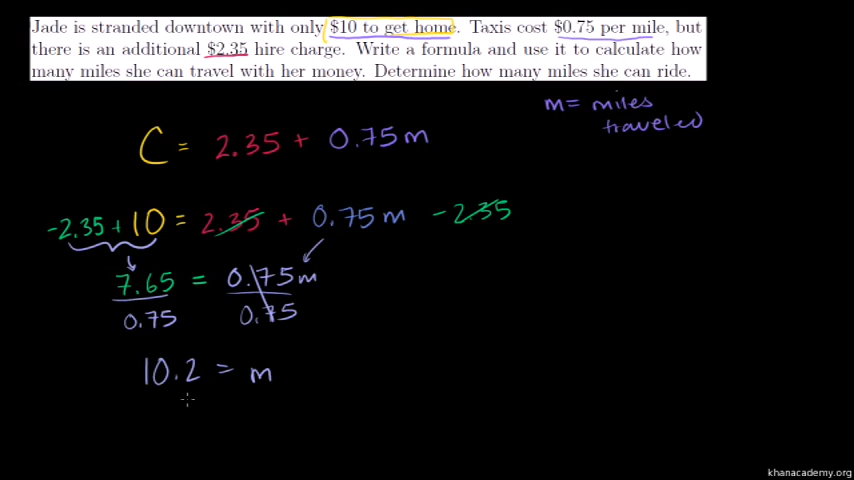 Jade is stranded downtown with only $10 to get home. Taxis cost $0.75 per mile, but
there is an additional $2.35 hire charge. Write a formula and use it to calculate how
many miles she can travel with her money. Determine how many miles she can ride.
m = miles
traveled
C = 2.35 + 0.75m
-2.35 + 10 = 2.35 + 0.75m - 2.35
7.65 = 0.75m
0.75 0.75
10.2 = m
khanacademy.org